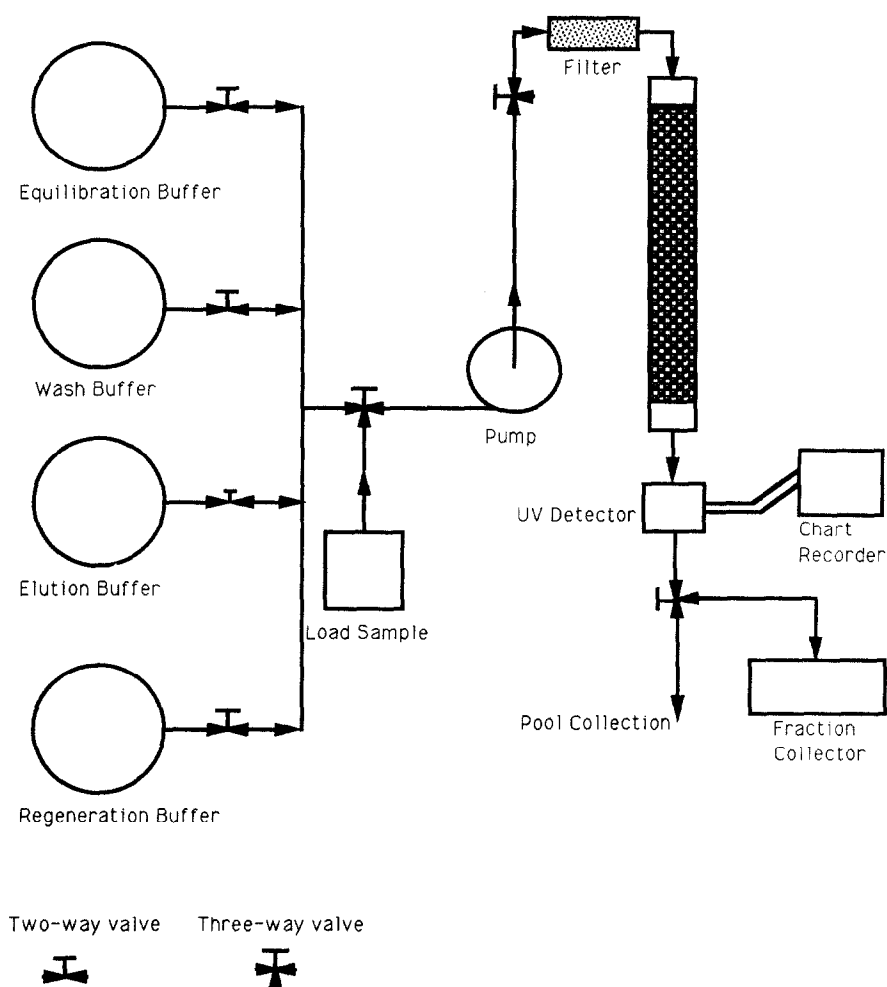 Filter
Equilibration Buffer
Wash Buffer
Pump
UV Detector
Chart
Recorder
Elution Buffer
Load Sample
Pool Collection
Fraction
Collector
Regeneration Buffer
Two-way valve
Three-way valve